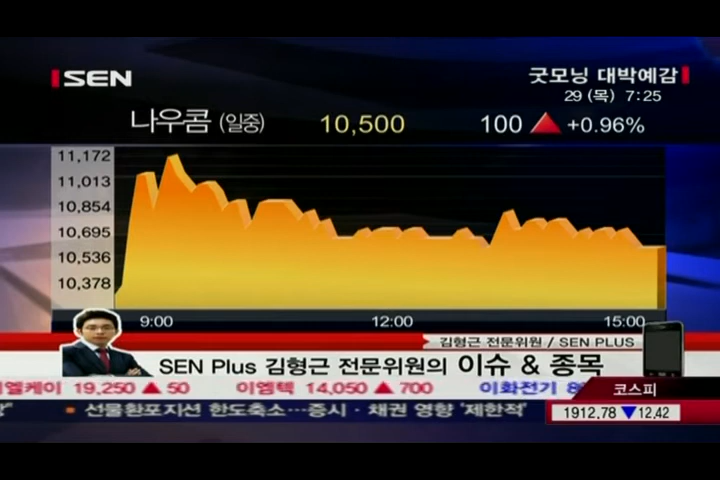 SEN
굿모닝 대박예감
29 (목) 7:25
나우콤 (일중) 10,500 100 ▲ +0.96%
11,172
11,013
10,854
10,695
10,536
10,378
9:00 12:00 15:00
김형근 전문위원 / SEN PLUS
SEN Plus 김형근 전문위원의 이슈 & 종목
엘케이 19,250 ▲ 50 이엠텍 14,050 ▲ 700 이화전기
코스피
선물환포지션 한도축소…증시·채권 영향 '제한적'
1912.78 ▼12.42